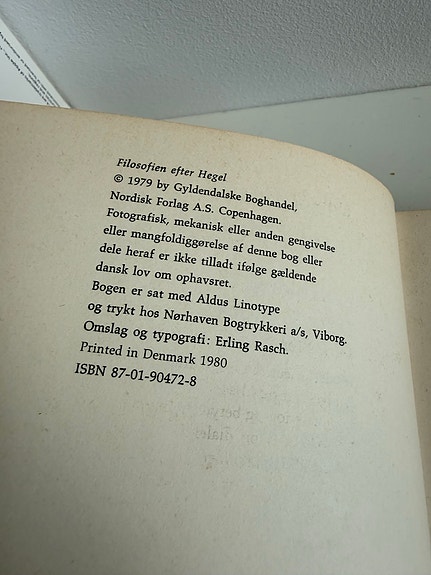 Filosofien efter Hegel
© 1979 by Gyldendalske Boghandel,
Nordisk Forlag A.S. Copenhagen.
Fotografisk, mekanisk eller anden gengivelse
eller mangfoldiggørelse af denne bog eller
dele heraf er ikke tilladt ifølge gældende
dansk lov om ophavsret.
Bogen er sat med Aldus Linotype
og trykt hos Nørhaven Bogtrykkeri a/s, Viborg.
Omslag og typografi: Erling Rasch.
Printed in Denmark 1980
ISBN 87-01-90472-8